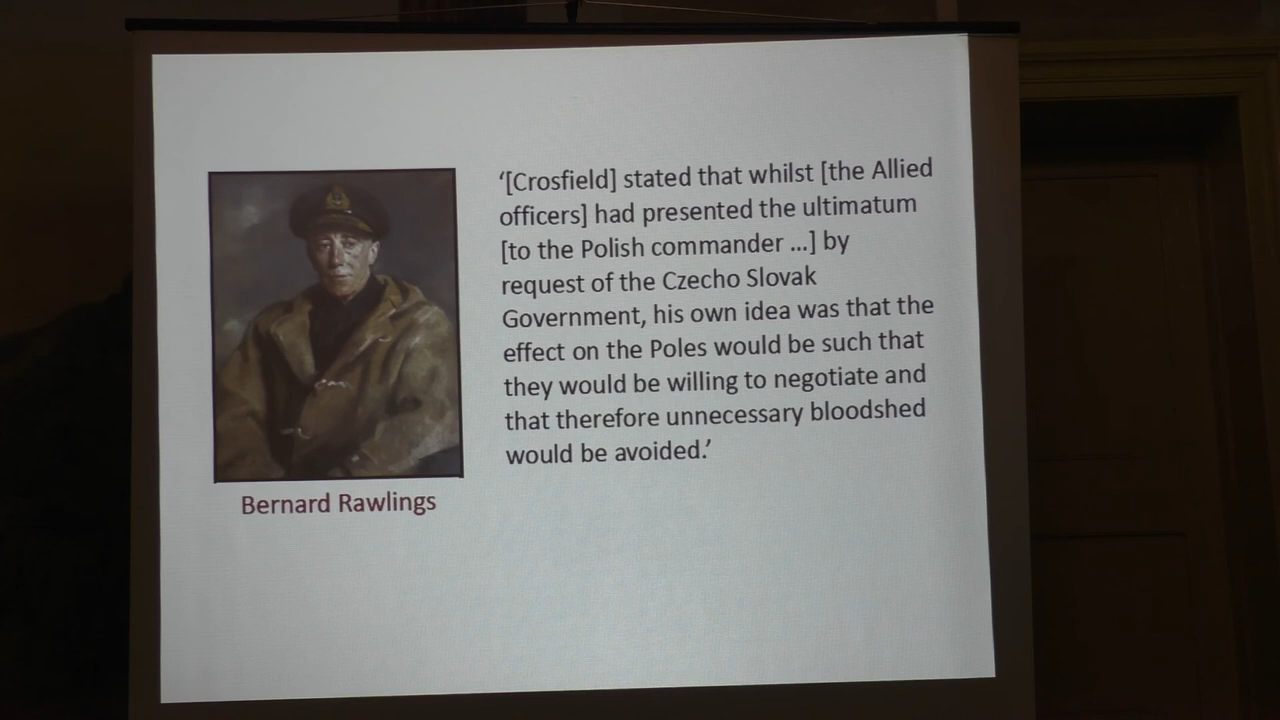 ‘[Crosfield] stated that whilst [the Allied
officers] had presented the ultimatum
[to the Polish commander ...] by
request of the Czecho Slovak
Government, his own idea was that the
effect on the Poles would be such that
they would be willing to negotiate and
that therefore unnecessary bloodshed
would be avoided.’
Bernard Rawlings